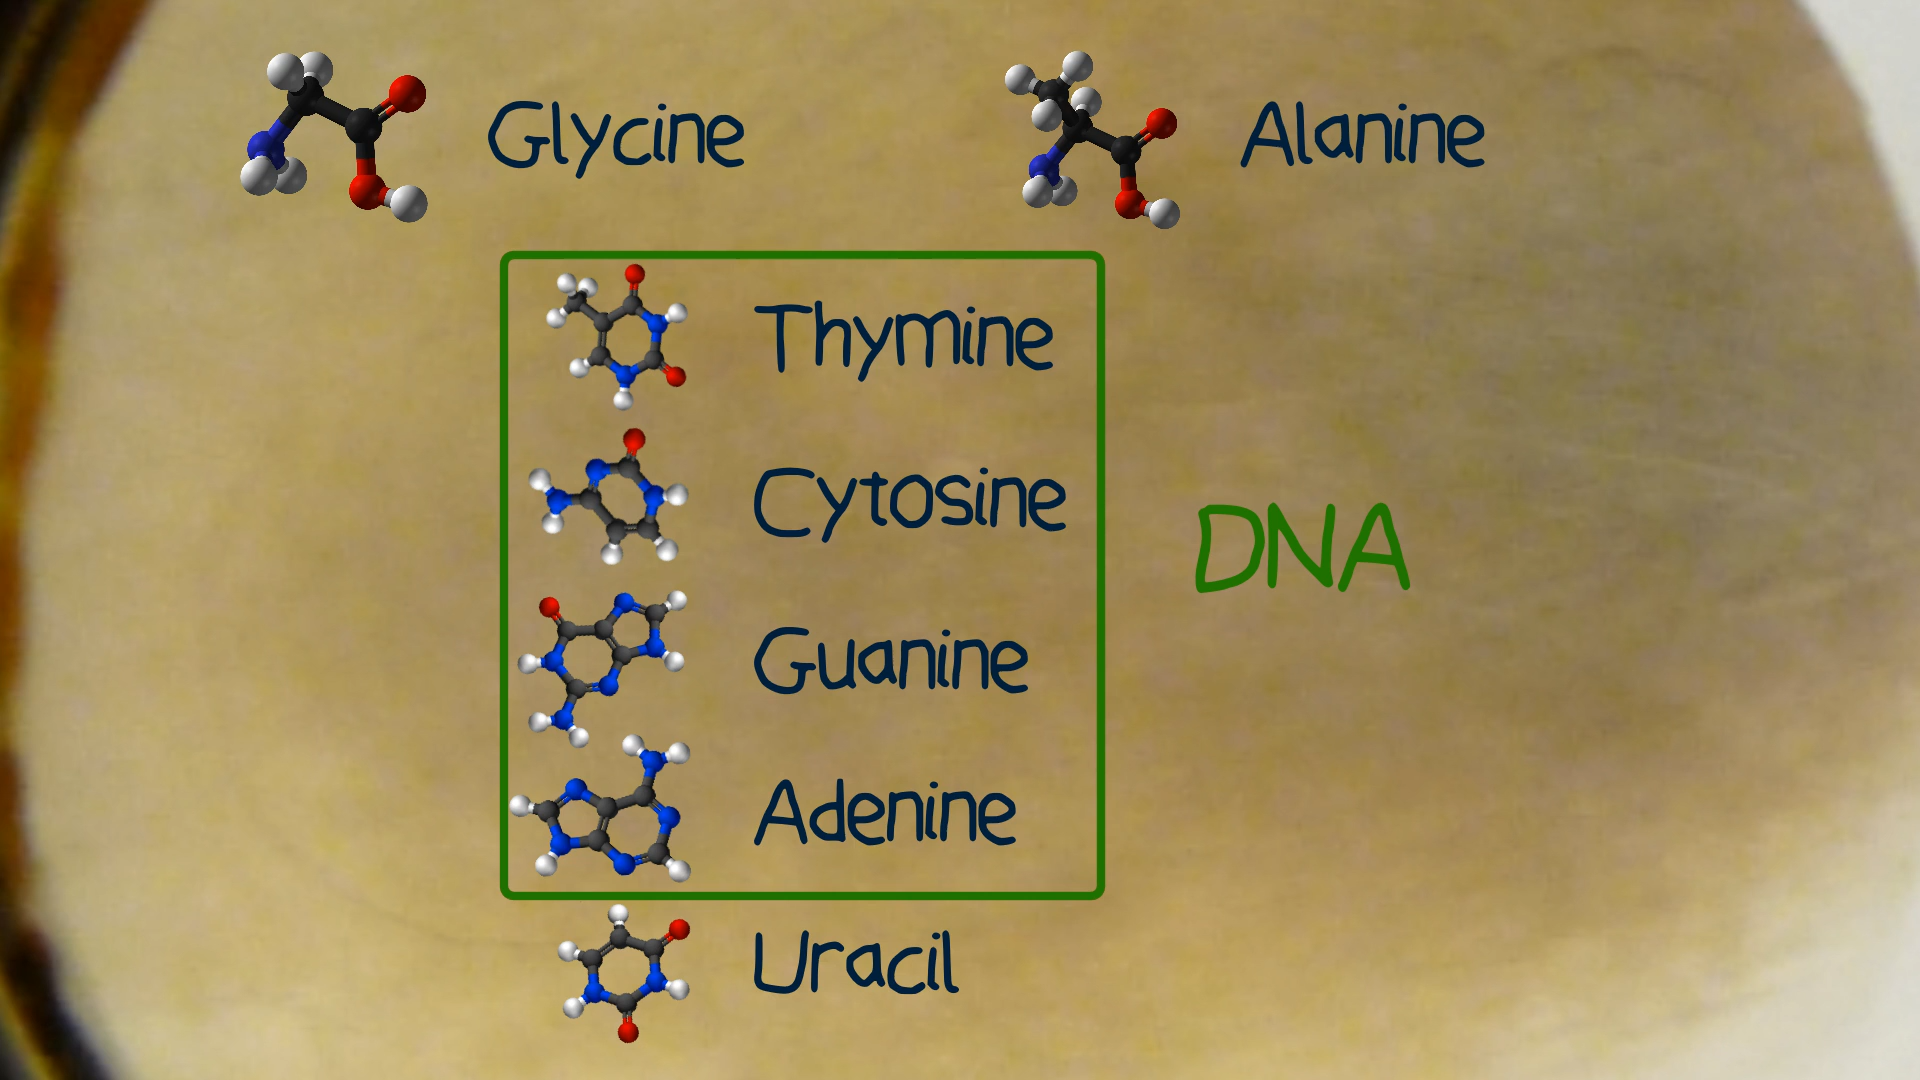 Glycine
Alanine
Thymine
Cytosine
DNA
Guanine
Adenine
Uracil